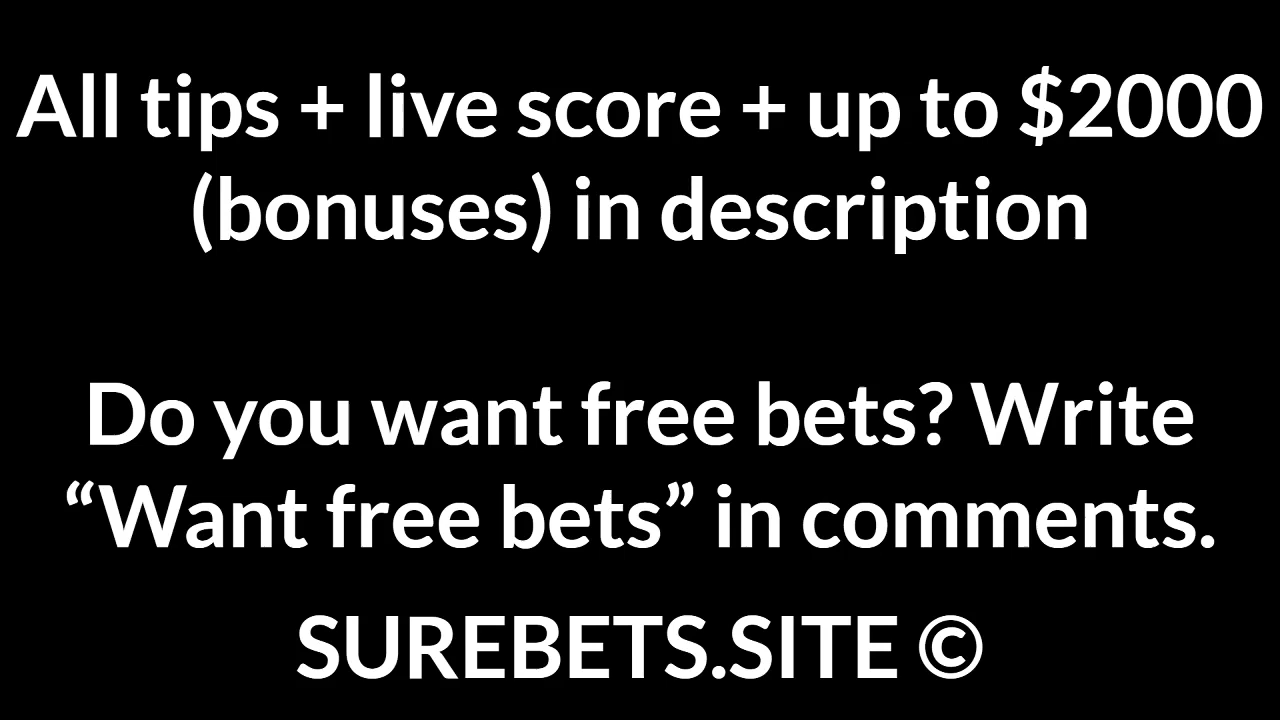 All tips + live score + up to $2000
(bonuses) in description
Do you want free bets? Write
“Want free bets” in comments.
SUREBETS.SITE ©